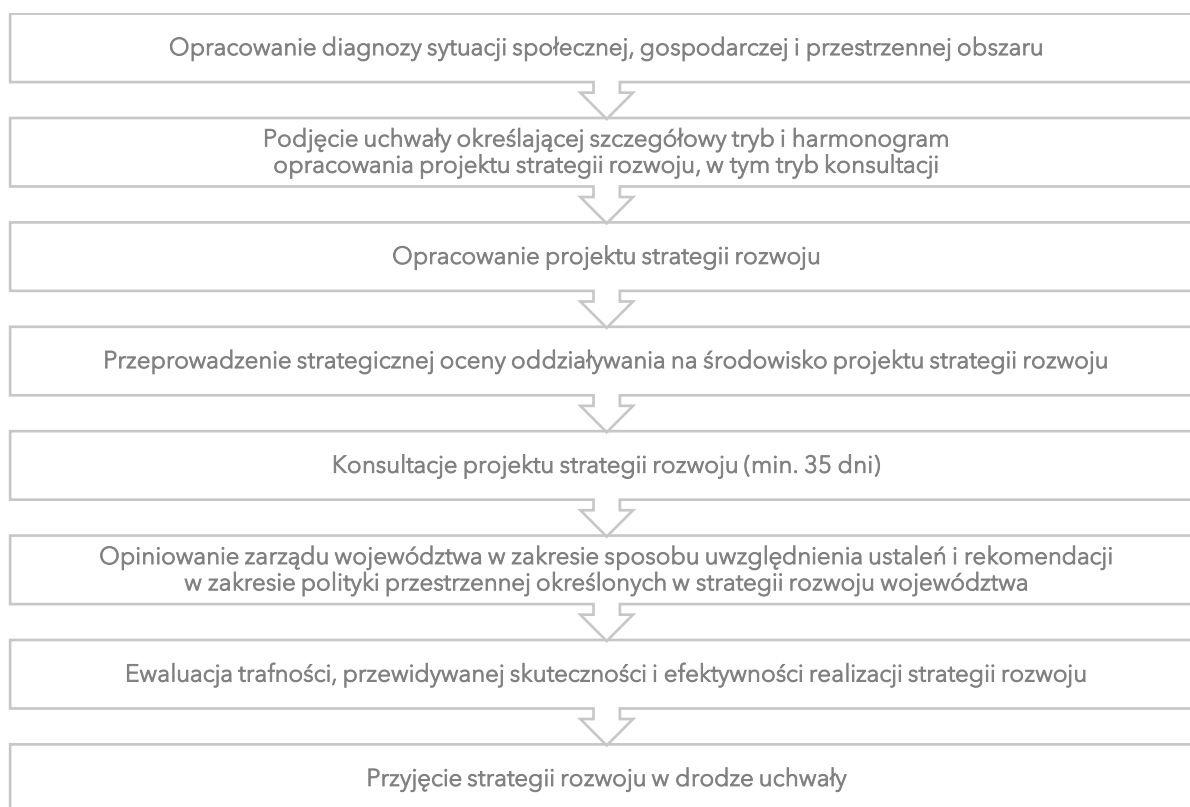 Opracowanie diagnozy sytuacji społecznej, gospodarczej i przestrzennej obszaru
Podjęcie uchwały określającej szczegółowy tryb i harmonogram
opracowania projektu strategii rozwoju, w tym tryb konsultacji
Opracowanie projektu strategii rozwoju
Przeprowadzenie strategicznej oceny oddziaływania na środowisko projektu strategii rozwoju
Konsultacje projektu strategii rozwoju (min. 35 dni)
Opiniowanie zarządu województwa w zakresie sposobu uwzględnienia ustaleń i rekomendacji
w zakresie polityki przestrzennej określonych w strategii rozwoju województwa
Ewaluacja trafności, przewidywanej skuteczności i efektywności realizacji strategii rozwoju
Przyjęcie strategii rozwoju w drodze uchwały